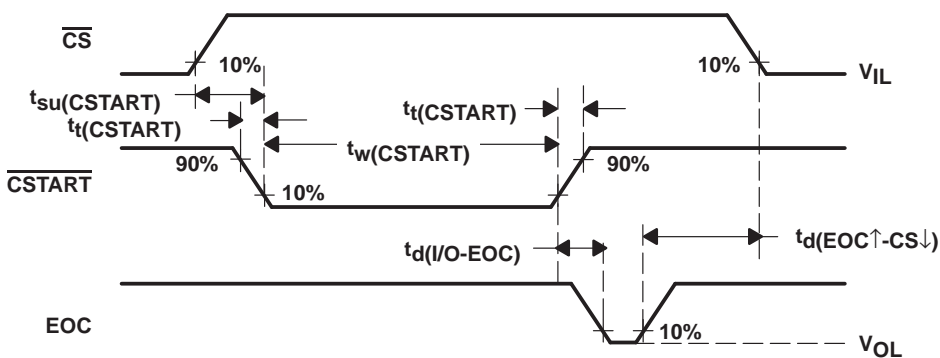 CS
10%
10%
VIL
tsu(CSTART)
tt(CSTART)
tt(CSTART)
tw(CSTART)
90%
90%
CSTART
10%
td(I/O-EOC)
td(EOC↑-CS↓)
EOC
10%
VOL